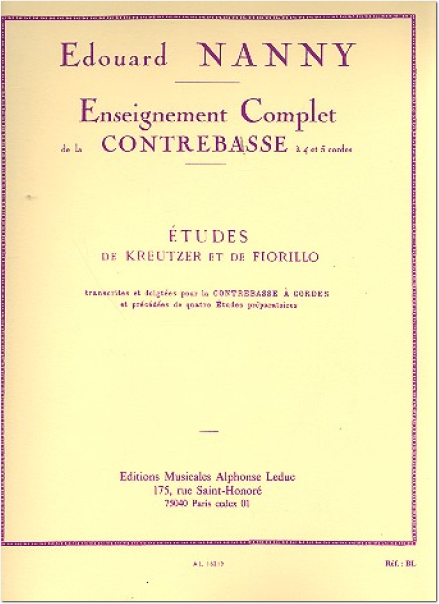 Edouard NANNY
Enseignement Complet
de la CONTREBASSE à 4 et 5 cordes
ÉTUDES
DE KREUTZER ET DE FIORILLO
transcrites et doigtées pour la CONTREBASSE À CORDES
et précédées de quatre Études préparatoires
Editions Musicales Alphonse Leduc
175, rue Saint-Honoré
75040 Paris cedex 01
Réf.: BL